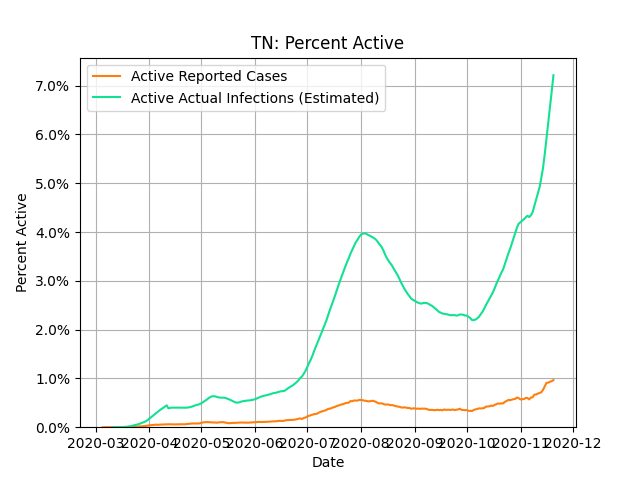 TN: Percent Active
Active Reported Cases
Active Actual Infections (Estimated)
Percent Active
7.0%
6.0%
5.0%
4.0%
3.0%
2.0%
1.0%
0.0%
2020-03 2020-04 2020-05 2020-06 2020-07 2020-08 2020-09 2020-10 2020-11 2020-12
Date